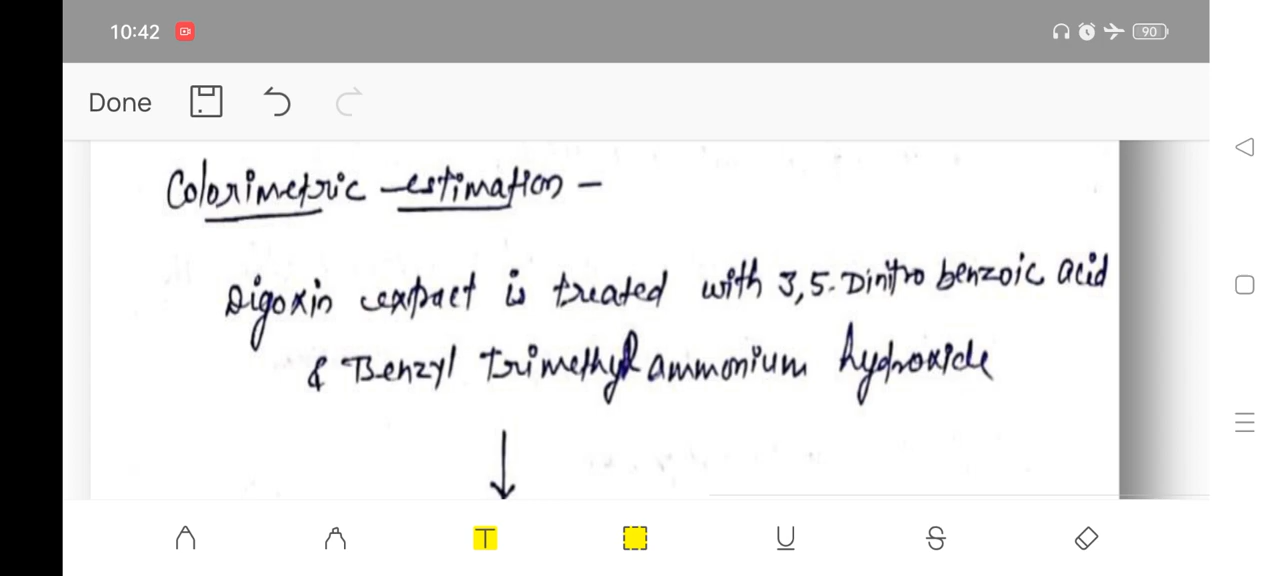 10:42
90
Done
Colorimetric estimation -
Digoxin extract is treated with 3,5-Dinitro benzoic acid
& Benzyl trimethyl ammonium hydroxide
↓
T
U
S